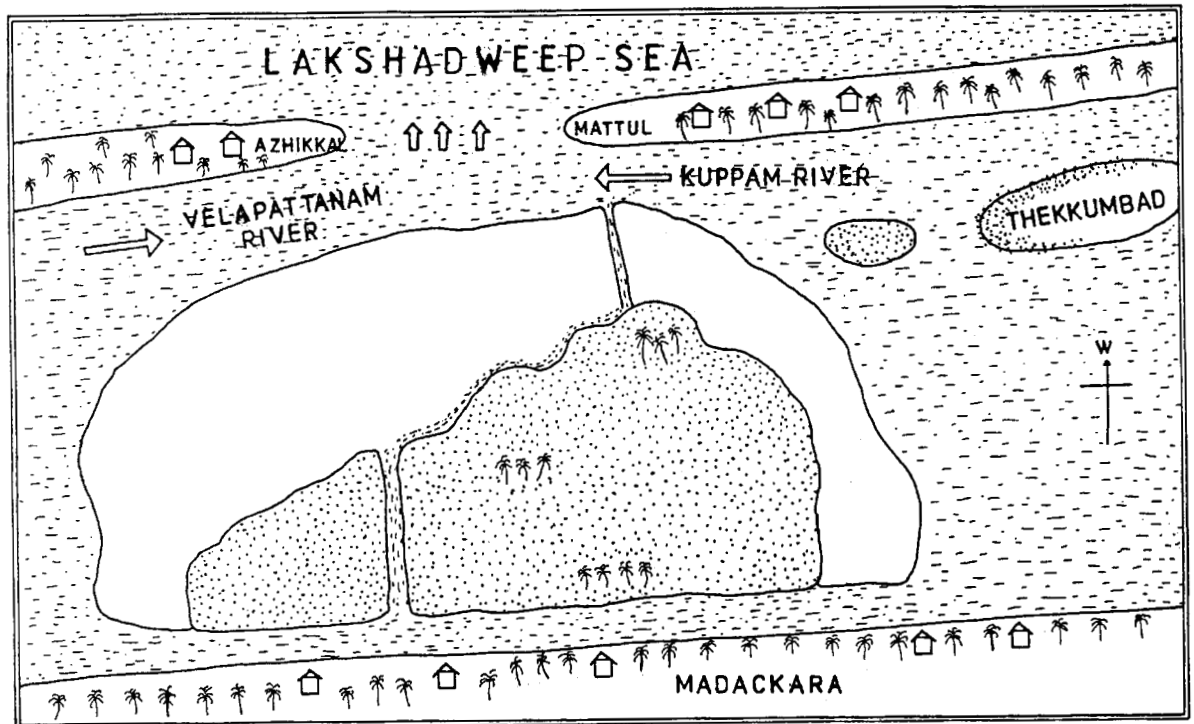 LAKSHADWEEP SEA
AZHIKKAL
MATTUL
KUPPAM RIVER
VELAPATTANAM
RIVER
THEKKUMBAD
W
MADACKARA